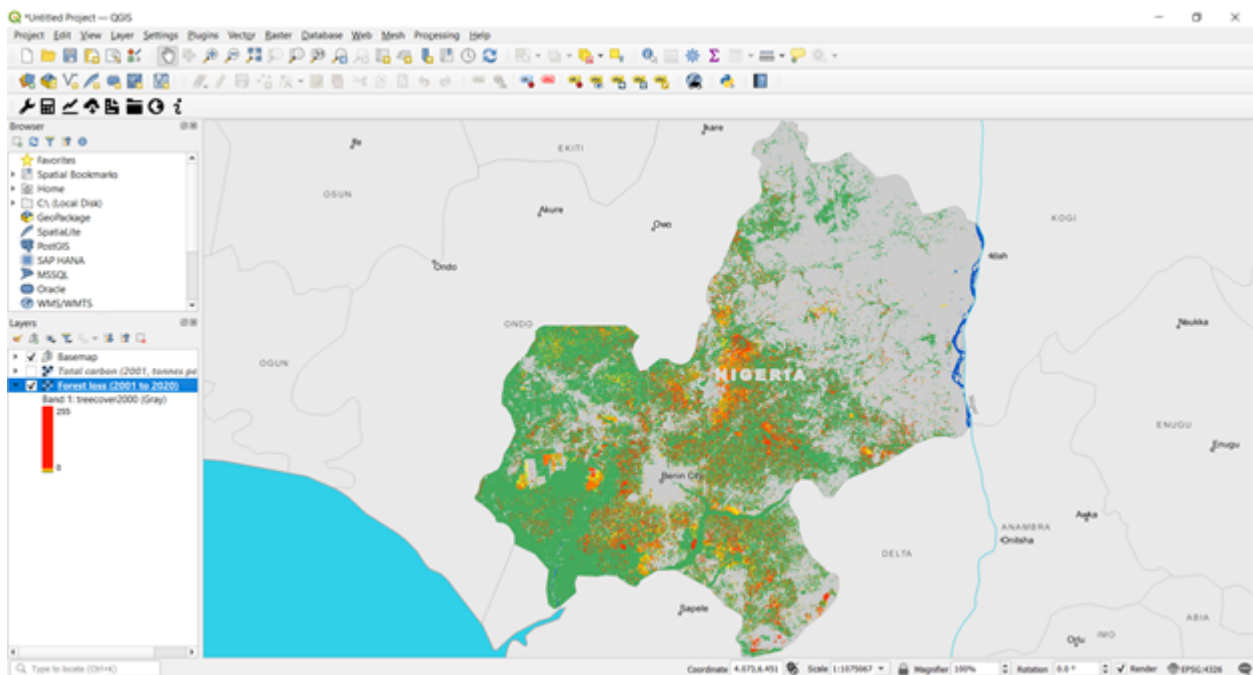 *Untitled Project — QGIS
Project Edit View Layer Settings Plugins Vector Raster Database Web Mesh Processing Help
Browser
Favorites
Spatial Bookmarks
Home
C:\ (Local Disk)
GeoPackage
SpatiaLite
PostGIS
SAP HANA
MSSQL
Oracle
WMS/WMTS
Layers
Basemap
Total carbon (2001, tonnes pe
Forest loss (2001 to 2020)
Band 1: treecover2000 (Gray)
255
0
Ife
EKITI
Ikare
OSUN
Akure
Owo
KOGI
Ondo
Idah
ONDO
Nsukka
OGUN
NIGERIA
ENUGU
Enugu
Benin City
Awka
ANAMBRA
Onitsha
DELTA
Sapele
ABIA
Orlu
IMO
Type to locate (Ctrl+K)
Coordinate 4.673,6.451 Scale 1:1075067 Magnifier 100% Rotation 0.0 ° Render EPSG:4326